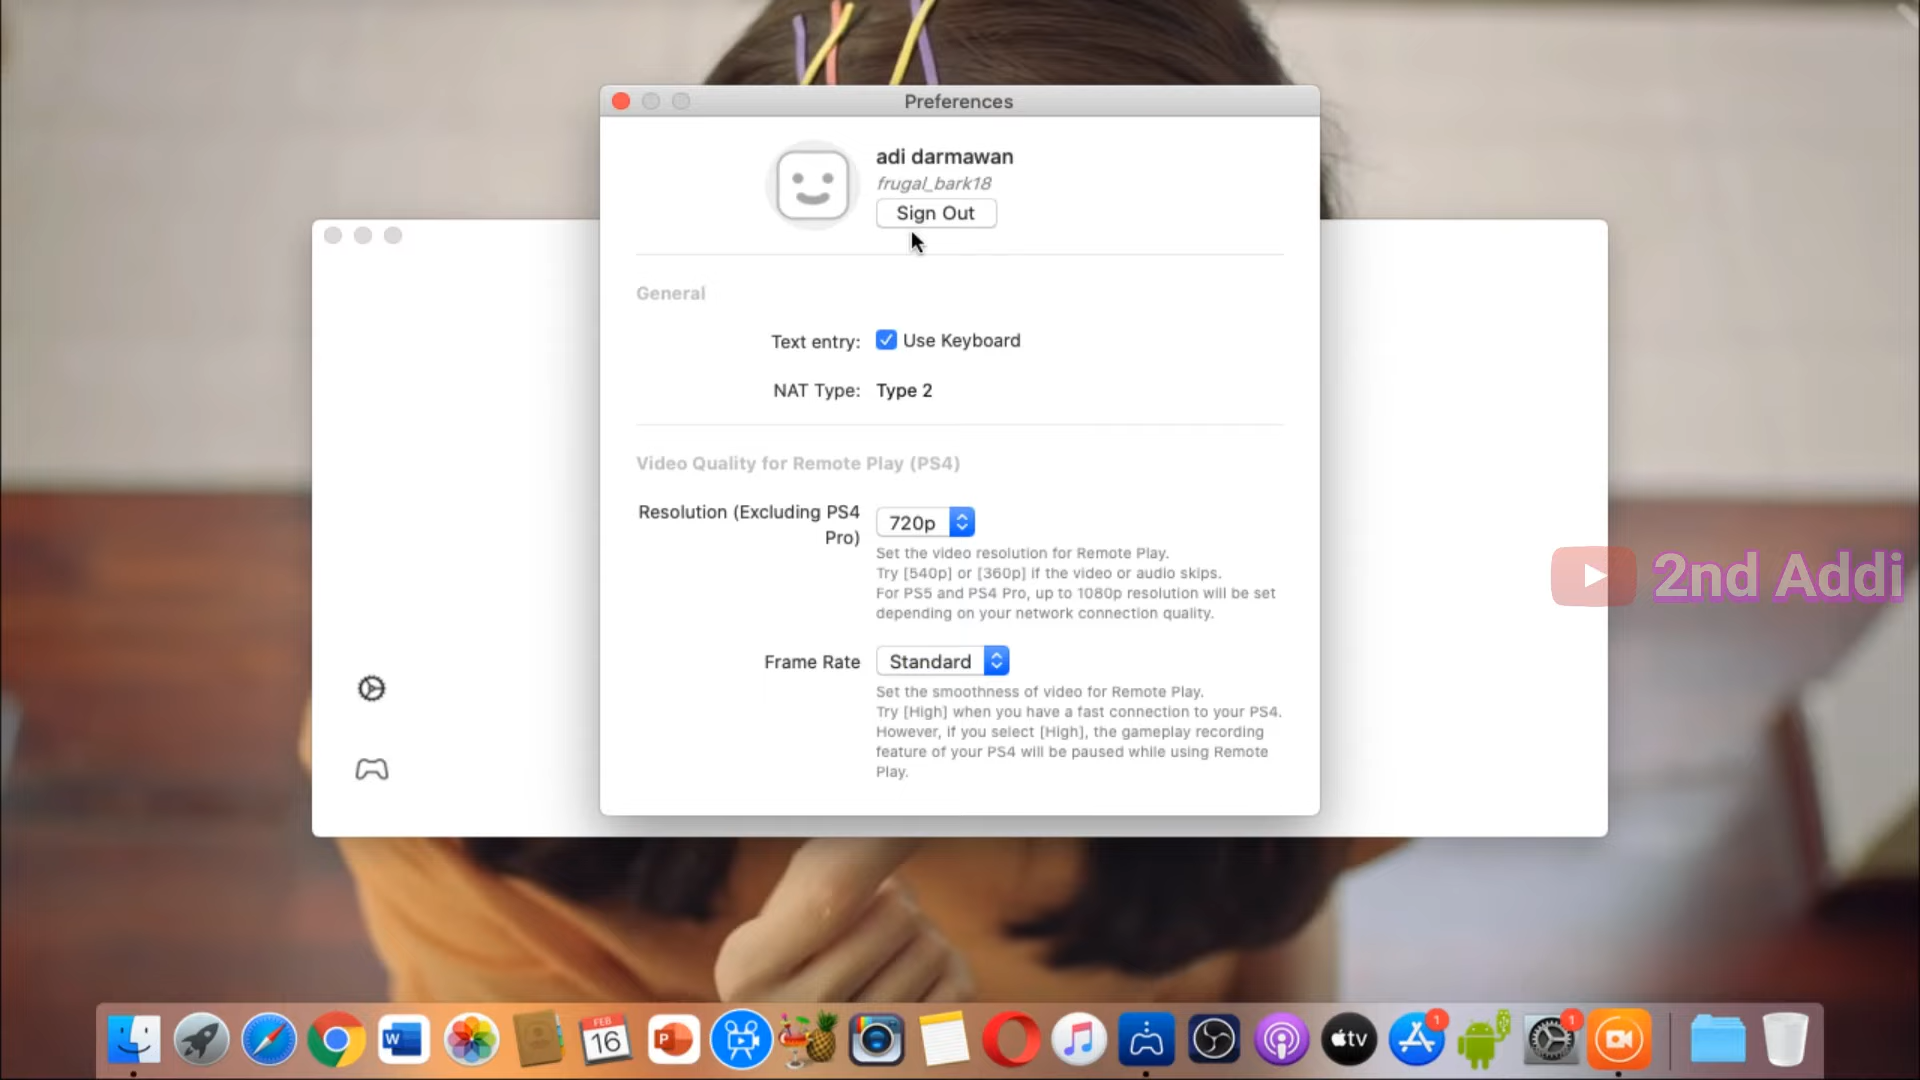 Preferences
adi darmawan
frugal_bark18
Sign Out
General
Text entry: Use Keyboard
NAT Type: Type 2
Video Quality for Remote Play (PS4)
Resolution (Excluding PS4
Pro)
720p
Set the video resolution for Remote Play.
Try [540p] or [360p] if the video or audio skips.
For PS5 and PS4 Pro, up to 1080p resolution will be set
depending on your network connection quality.
2nd Addi
Frame Rate Standard
Set the smoothness of video for Remote Play.
Try [High] when you have a fast connection to your PS4.
However, if you select [High], the gameplay recording
feature of your PS4 will be paused while using Remote
Play.
W
FEB
16
P
tv
1
1